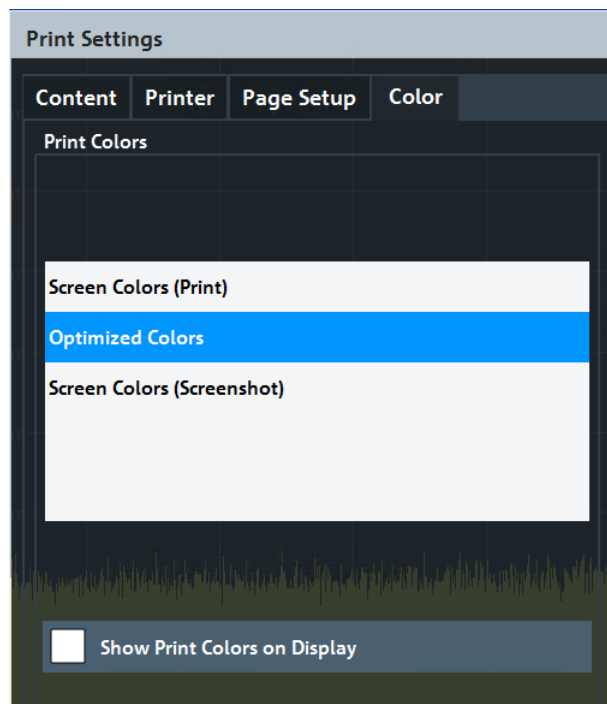 Print Settings
Content Printer Page Setup Color
Print Colors
Screen Colors (Print)
Optimized Colors
Screen Colors (Screenshot)
Show Print Colors on Display